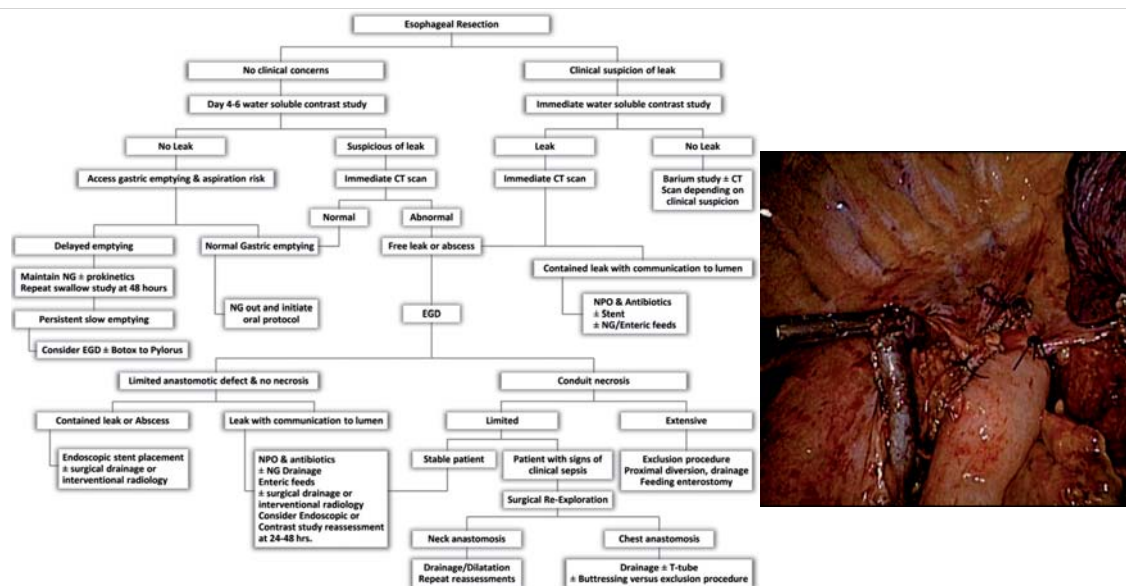 Esophageal Resection
No clinical concerns
Clinical suspicion of leak
Day 4-6 water soluble contrast study
Immediate water soluble contrast study
No Leak
Suspicious of leak
Leak
No Leak
Access gastric emptying & aspiration risk
Immediate CT scan
Immediate CT scan
Barium study ± CT
Scan depending on
clinical suspicion
Normal
Abnormal
Delayed emptying
Normal Gastric emptying
Free leak or abscess
Contained leak with communication to lumen
Maintain NG ± prokinetics
Repeat swallow study at 48 hours
NG out and initiate
oral protocol
EGD
NPO & Antibiotics
± Stent
± NG/Enteric feeds
Persistent slow emptying
Consider EGD ± Botox to Pylorus
Limited anastomotic defect & no necrosis
Conduit necrosis
Contained leak or Abscess
Leak with communication to lumen
Limited
Extensive
Endoscopic stent placement
± surgical drainage or
interventional radiology
NPO & antibiotics
± NG Drainage
Enteric feeds
± surgical drainage or
interventional radiology
Consider Endoscopic or
Contrast study reassessment
at 24-48 hrs.
Stable patient
Patient with signs of
clinical sepsis
Exclusion procedure
Proximal diversion, drainage
Feeding enterostomy
Surgical Re-Exploration
Neck anastomosis
Chest anastomosis
Drainage/Dilatation
Repeat reassessments
Drainage ± T-tube
± Buttressing versus exclusion procedure